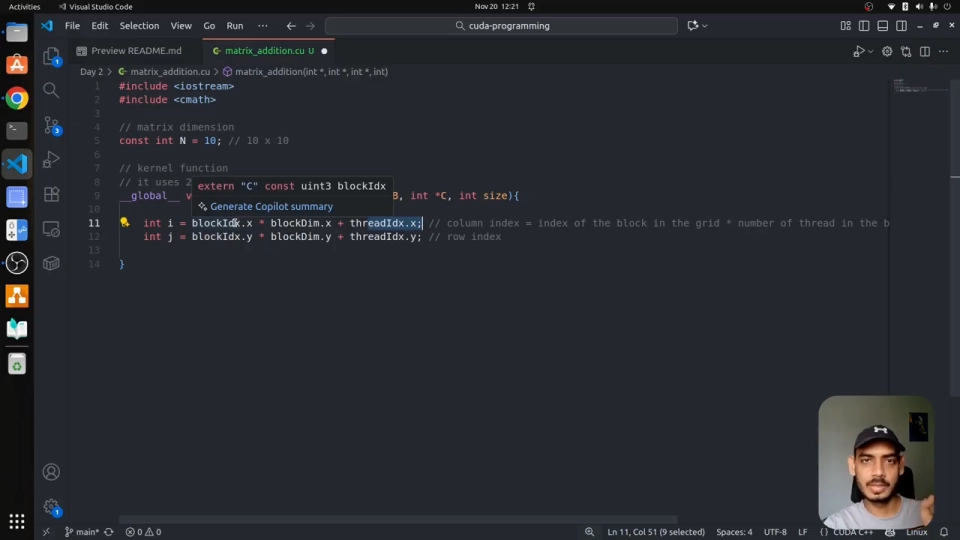 Activities
Visual Studio Code
Nov 20 12:21
File Edit Selection View Go Run ···
cuda-programming
Preview README.md
matrix_addition.cu U
Day 2 > matrix_addition.cu > matrix_addition(int *, int *, int *, int)
1 #include <iostream>
2 #include <cmath>
3
4 // matrix dimension
5 const int N = 10; // 10 x 10
6
7 // kernel function
8 // it uses 2
extern "C" const uint3 blockIdx
Generate Copilot summary
9 __global__ v B, int *C, int size){
10
11 int i = blockIdx.x * blockDim.x + threadIdx.x; // column index = index of the block in the grid * number of thread in the b
12 int j = blockIdx.y * blockDim.y + threadIdx.y; // row index
13
14 }
1
3
1
main* 0 0
Ln 11, Col 51 (9 selected) Spaces: 4 UTF-8 LF {} CUDA C++ Linux